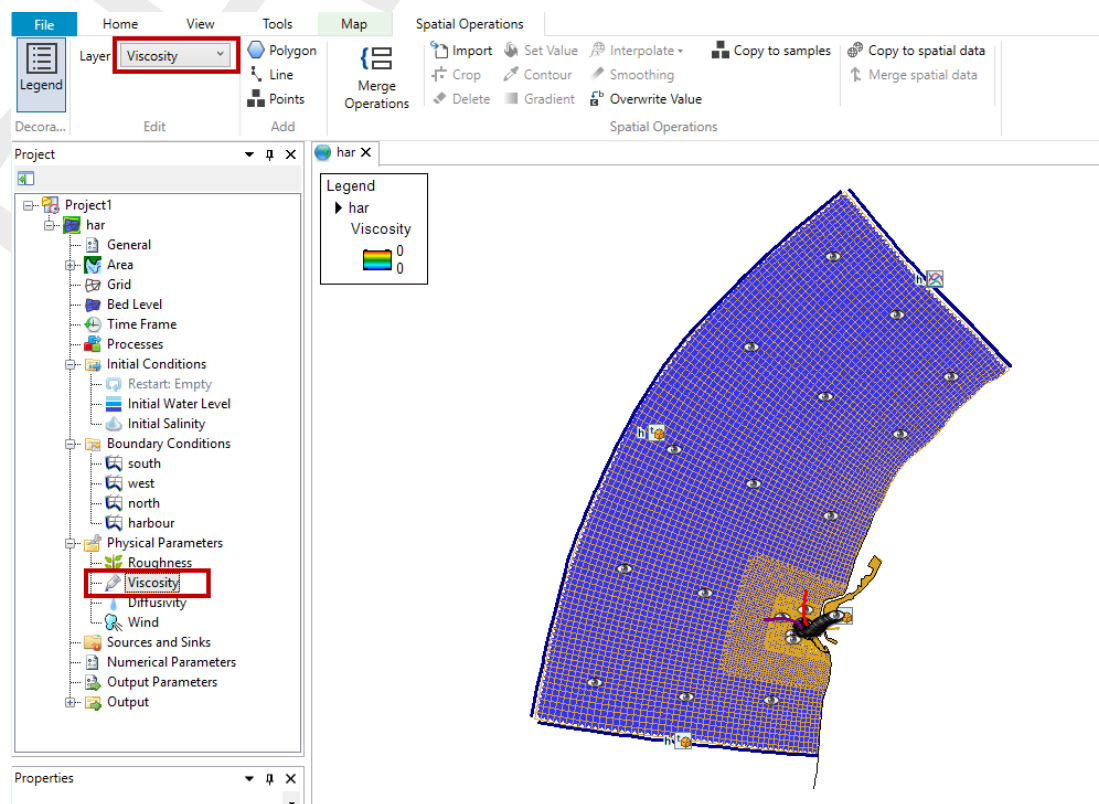 File Home View Tools Map Spatial Operations
Layer Viscosity Polygon Import Set Value Interpolate Copy to samples Copy to spatial data
Legend Line Merge Operations Crop Contour Smoothing Merge spatial data
Points Delete Gradient Overwrite Value
Decora... Edit Add Spatial Operations
Project
har
Legend
har
Viscosity
0
0
Project1
har
General
Area
Grid
Bed Level
Time Frame
Processes
Initial Conditions
Restart: Empty
Initial Water Level
Initial Salinity
Boundary Conditions
south
west
north
harbour
Physical Parameters
Roughness
Viscosity
Diffusivity
Wind
Sources and Sinks
Numerical Parameters
Output Parameters
Output
h
h t
h t
Properties